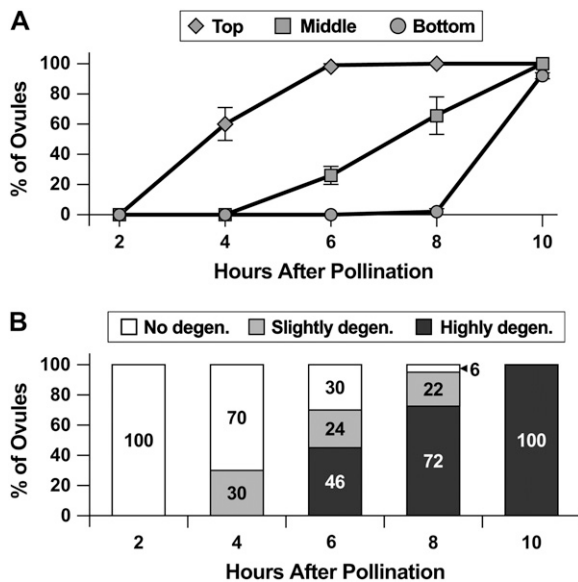 A
Top Middle Bottom
100
80
60
40
20
0
% of Ovules
2 4 6 8 10
Hours After Pollination
B
No degen. Slightly degen. Highly degen.
100
80
60
40
20
0
% of Ovules
100
70
30
30
24
46
6
22
72
100
2 4 6 8 10
Hours After Pollination